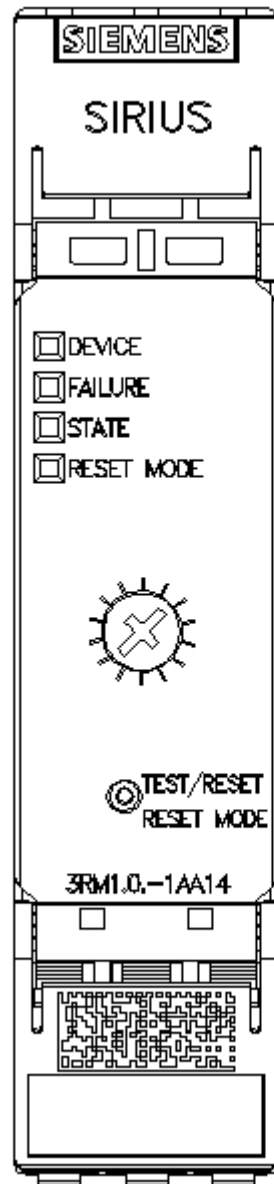 SIEMENS
SIRIUS
DEVICE
FAILURE
STATE
RESET MODE
TEST/RESET
RESET MODE
3RM1.0.-1AA14